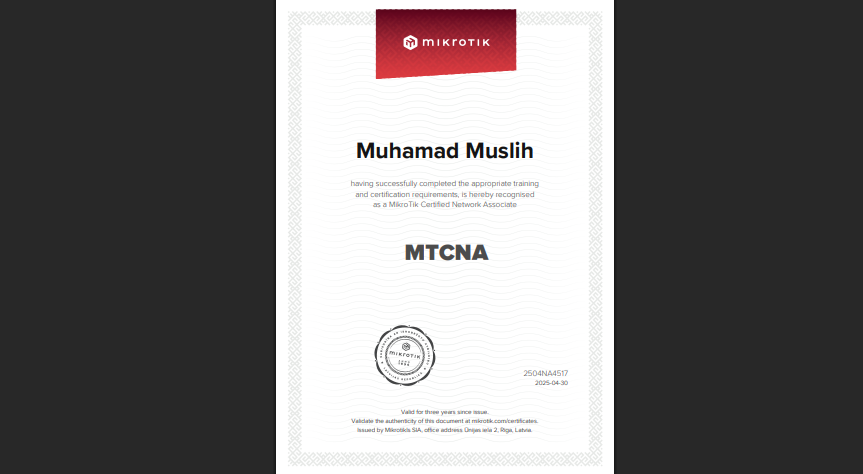 mikrotik
Muhamad Muslih
having successfully completed the appropriate training
and certification requirements, is hereby recognised
as a MikroTik Certified Network Associate
MTCNA
mikrotik
2504NA4517
2025-04-30
Valid for three years since issue.
Validate the authenticity of this document at mikrotik.com/certificates.
Issued by Mikrotikls SIA, office address Ūnijas iela 2, Riga, Latvia.